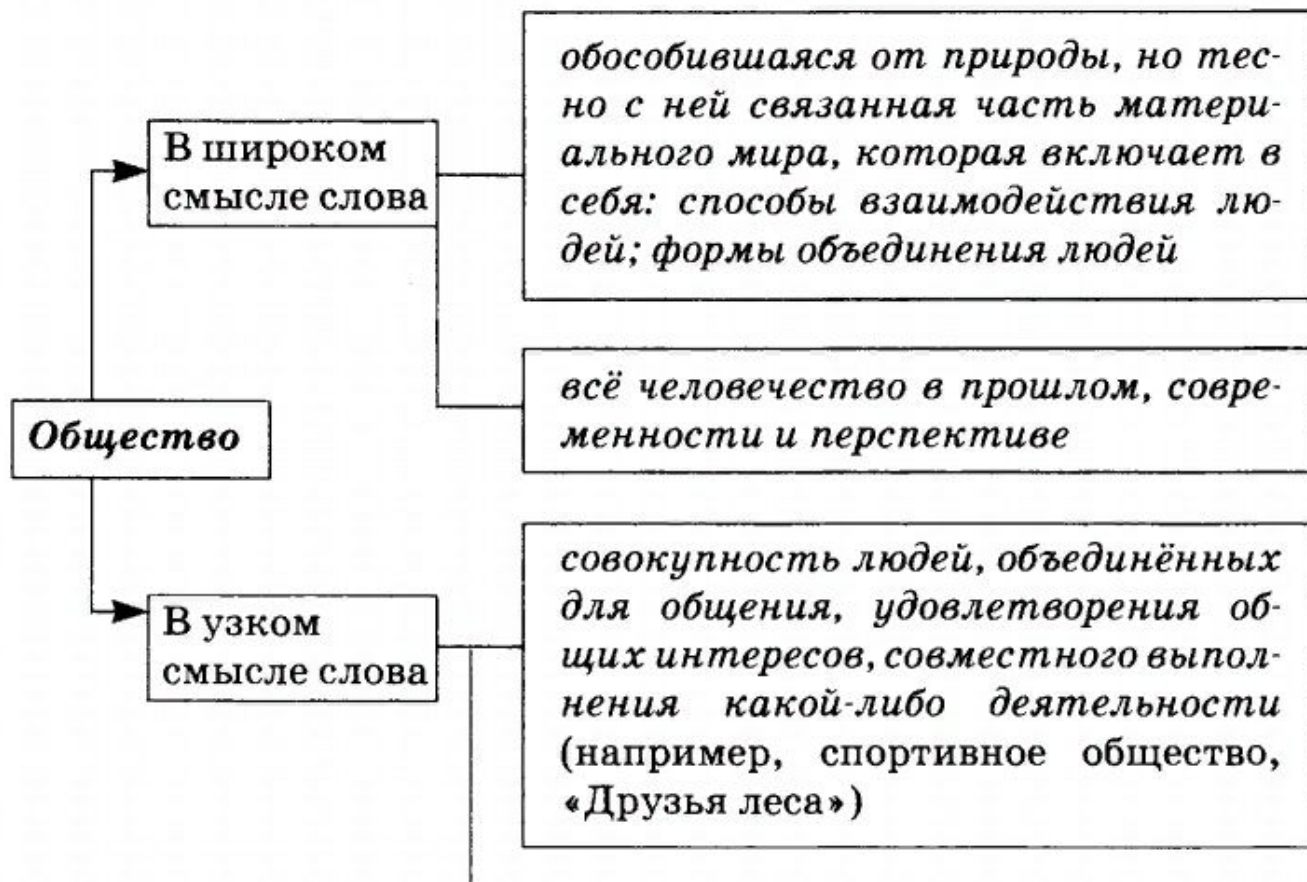 обособившаяся от природы, но тес-
но с ней связанная часть матери-
ального мира, которая включает в
себя: способы взаимодействия лю-
дей; формы объединения людей
В широком
смысле слова
всё человечество в прошлом, совре-
менности и перспективе
Общество
В узком
смысле слова
совокупность людей, объединённых
для общения, удовлетворения об-
щих интересов, совместного выпол-
нения какой-либо деятельности
(например, спортивное общество,
«Друзья леса»)